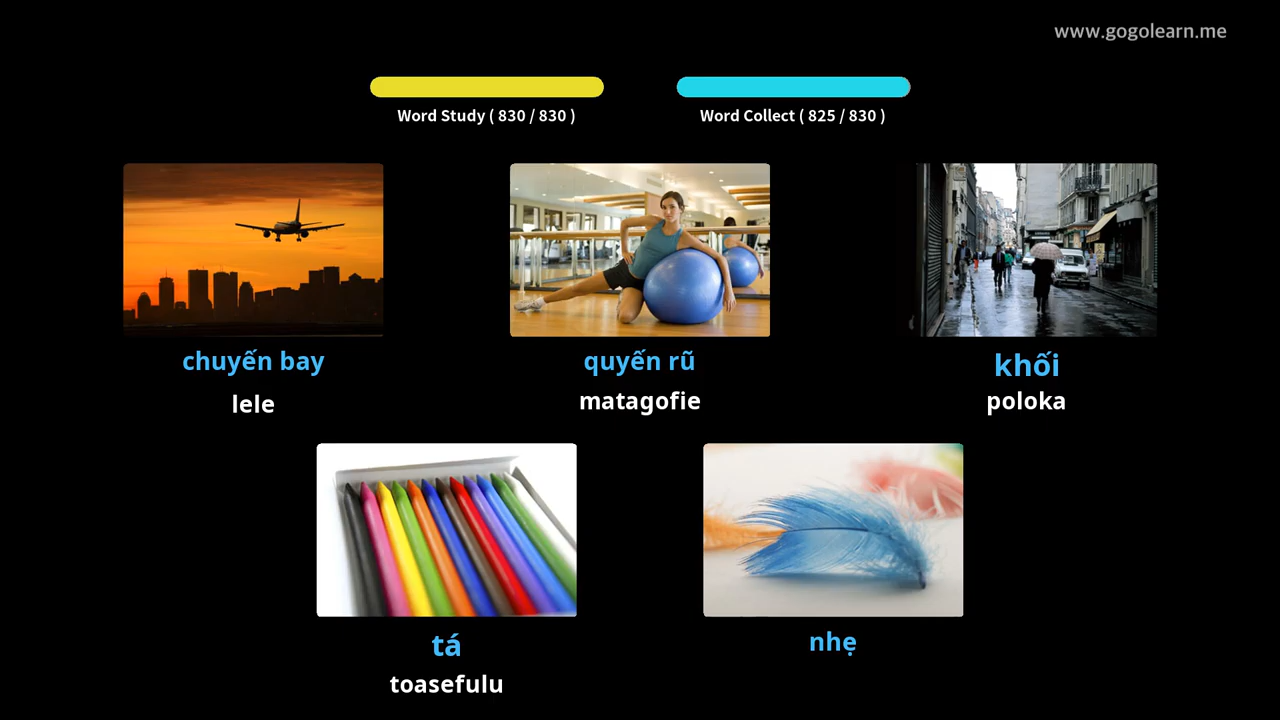 www.gogolearn.me
Word Study ( 830 / 830 )
Word Collect ( 825 / 830 )
chuyến bay
lele
quyến rũ
matagofie
khối
poloka
tá
toasefulu
nhẹ